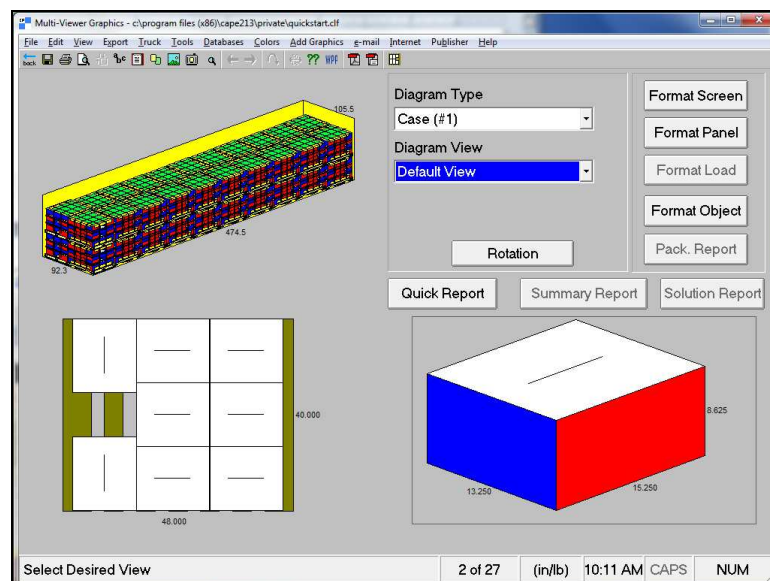 Multi-Viewer Graphics - c:\program files (x86)\cape213\private\quickstart.clf
File Edit View Export Truck Tools Databases Colors Add Graphics e-mail Internet Publisher Help
back abc ?? WPF
105.5
474.5
92.3
Diagram Type
Case (#1)
Diagram View
Default View
Rotation
Format Screen
Format Panel
Format Load
Format Object
Pack. Report
Quick Report Summary Report Solution Report
40.000
48.000
8.625
13.250
15.250
Select Desired View 2 of 27 (in/lb) 10:11 AM CAPS NUM